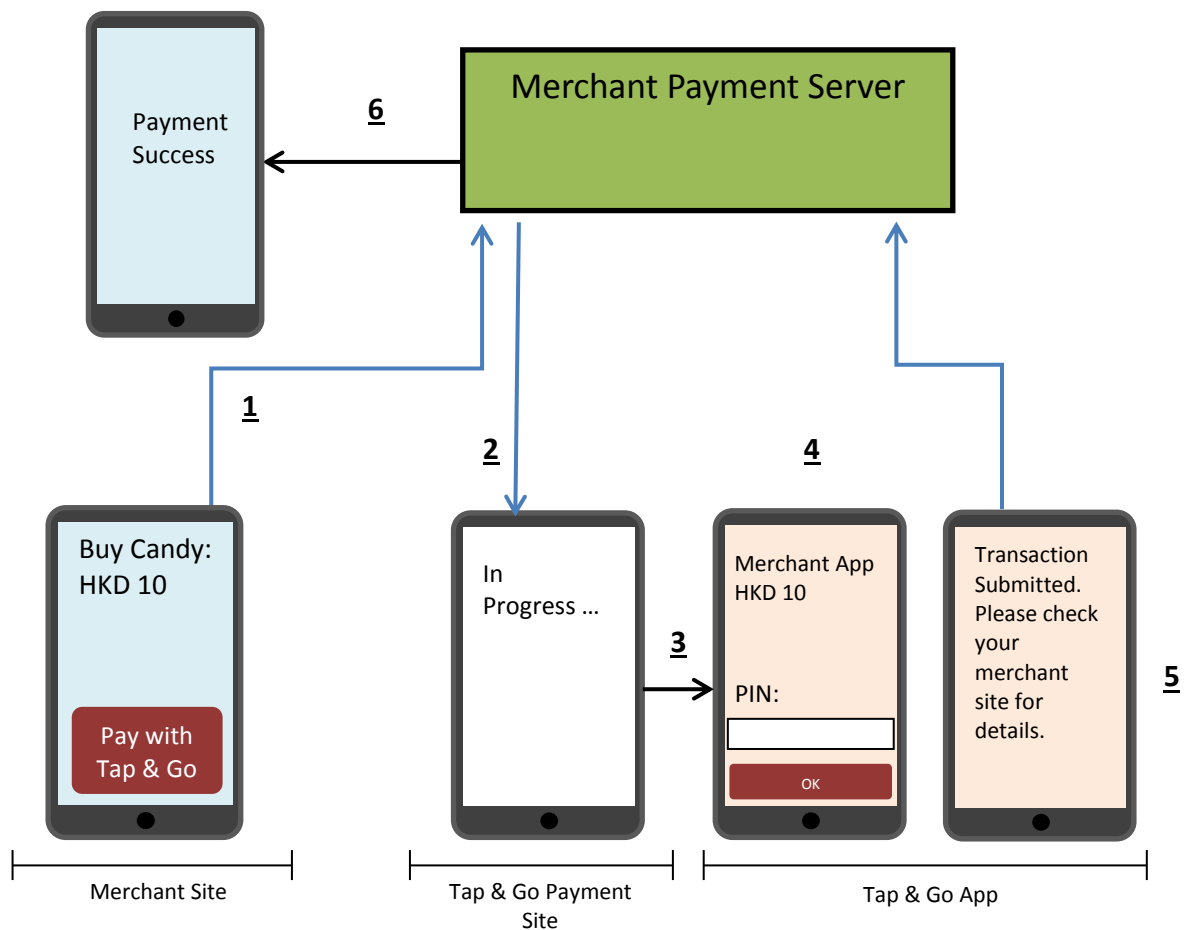 Merchant Payment Server
6
Payment
Success
1
2
4
Buy Candy:
HKD 10
Pay with
Tap & Go
In
Progress ...
3
Merchant App
HKD 10
PIN:
OK
Transaction
Submitted.
Please check
your
merchant
site for
details.
5
Merchant Site
Tap & Go Payment
Site
Tap & Go App